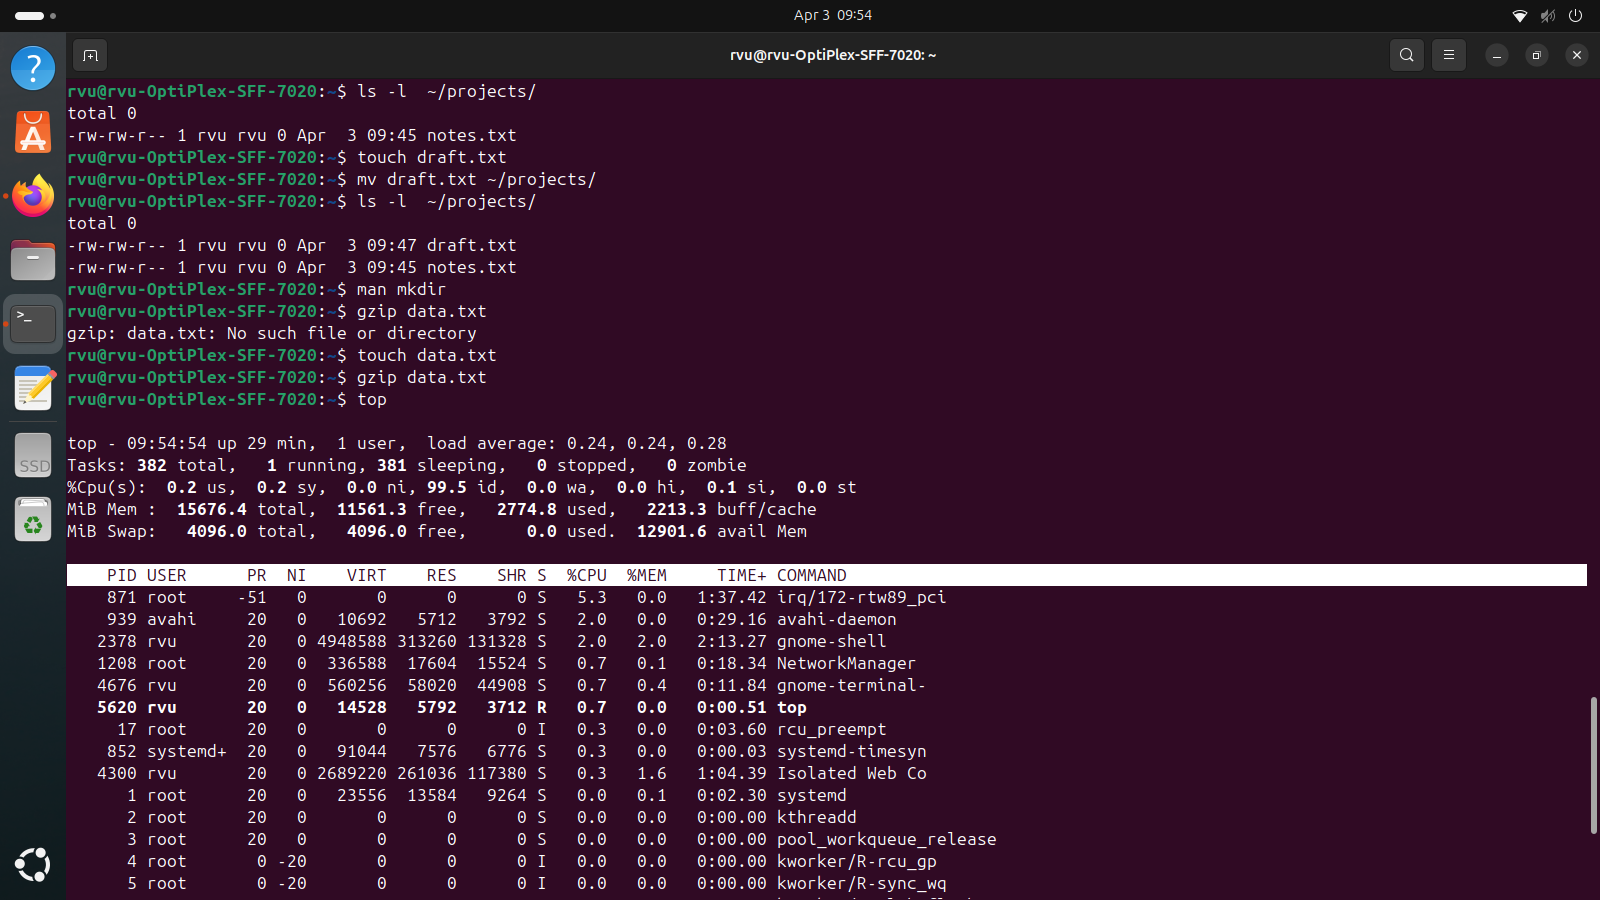 Apr 3 09:54
rvu@rvu-OptiPlex-SFF-7020: ~
rvu@rvu-OptiPlex-SFF-7020:~$ ls -l  ~/projects/
total 0
-rw-rw-r-- 1 rvu rvu 0 Apr  3 09:45 notes.txt
rvu@rvu-OptiPlex-SFF-7020:~$ touch draft.txt
rvu@rvu-OptiPlex-SFF-7020:~$ mv draft.txt ~/projects/
rvu@rvu-OptiPlex-SFF-7020:~$ ls -l  ~/projects/
total 0
-rw-rw-r-- 1 rvu rvu 0 Apr  3 09:47 draft.txt
-rw-rw-r-- 1 rvu rvu 0 Apr  3 09:45 notes.txt
rvu@rvu-OptiPlex-SFF-7020:~$ man mkdir
rvu@rvu-OptiPlex-SFF-7020:~$ gzip data.txt
gzip: data.txt: No such file or directory
rvu@rvu-OptiPlex-SFF-7020:~$ touch data.txt
rvu@rvu-OptiPlex-SFF-7020:~$ gzip data.txt
rvu@rvu-OptiPlex-SFF-7020:~$ top
top - 09:54:54 up 29 min,  1 user,  load average: 0.24, 0.24, 0.28
Tasks: 382 total,   1 running, 381 sleeping,   0 stopped,   0 zombie
%Cpu(s):  0.2 us,  0.2 sy,  0.0 ni, 99.5 id,  0.0 wa,  0.0 hi,  0.1 si,  0.0 st
MiB Mem :  15676.4 total,  11561.3 free,   2774.8 used,   2213.3 buff/cache
MiB Swap:   4096.0 total,   4096.0 free,      0.0 used.  12901.6 avail Mem
PID USER      PR  NI    VIRT    RES    SHR S  %CPU  %MEM     TIME+ COMMAND
871 root     -51   0       0      0      0 S   5.3   0.0   1:37.42 irq/172-rtw89_pci
939 avahi     20   0   10692   5712   3792 S   2.0   0.0   0:29.16 avahi-daemon
2378 rvu       20   0 4948588 313260 131328 S   2.0   2.0   2:13.27 gnome-shell
1208 root      20   0  336588  17604  15524 S   0.7   0.1   0:18.34 NetworkManager
4676 rvu       20   0  560256  58020  44908 S   0.7   0.4   0:11.84 gnome-terminal-
5620 rvu       20   0   14528   5792   3712 R   0.7   0.0   0:00.51 top
17 root      20   0       0      0      0 I   0.3   0.0   0:03.60 rcu_preempt
852 systemd+  20   0   91044   7576   6776 S   0.3   0.0   0:00.03 systemd-timesyn
4300 rvu       20   0 2689220 261036 117380 S   0.3   1.6   1:04.39 Isolated Web Co
1 root      20   0   23556  13584   9264 S   0.0   0.1   0:02.30 systemd
2 root      20   0       0      0      0 S   0.0   0.0   0:00.00 kthreadd
3 root      20   0       0      0      0 S   0.0   0.0   0:00.00 pool_workqueue_release
4 root       0 -20       0      0      0 I   0.0   0.0   0:00.00 kworker/R-rcu_gp
5 root       0 -20       0      0      0 I   0.0   0.0   0:00.00 kworker/R-sync_wq
SSD